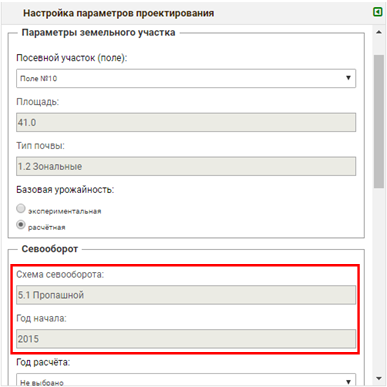 Настройка параметров проектирования
Параметры земельного участка
Посевной участок (поле):
Поле №10
Площадь:
41.0
Тип почвы:
1.2 Зональные
Базовая урожайность:
экспериментальная
расчётная
Севооборот
Схема севооборота:
5.1 Пропашной
Год начала:
2015
Год расчёта:
Не выбрано